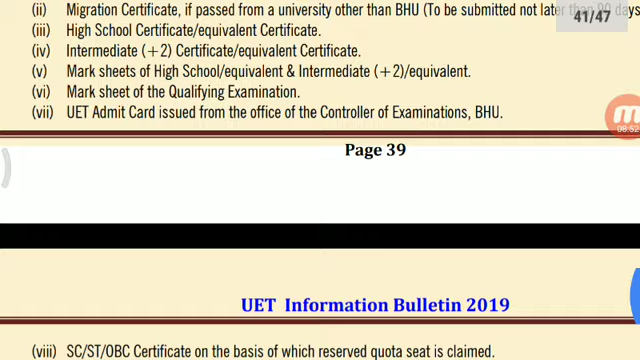 (ii) Migration Certificate, if passed from a university other than BHU (To be submitted not later than 90 days
41/47
(iii) High School Certificate/equivalent Certificate.
(iv) Intermediate (+2) Certificate/equivalent Certificate.
(v) Mark sheets of High School/equivalent & Intermediate (+2)/equivalent.
(vi) Mark sheet of the Qualifying Examination.
(vii) UET Admit Card issued from the office of the Controller of Examinations, BHU.
08:52
Page 39
UET Information Bulletin 2019
(viii) SC/ST/OBC Certificate on the basis of which reserved quota seat is claimed.